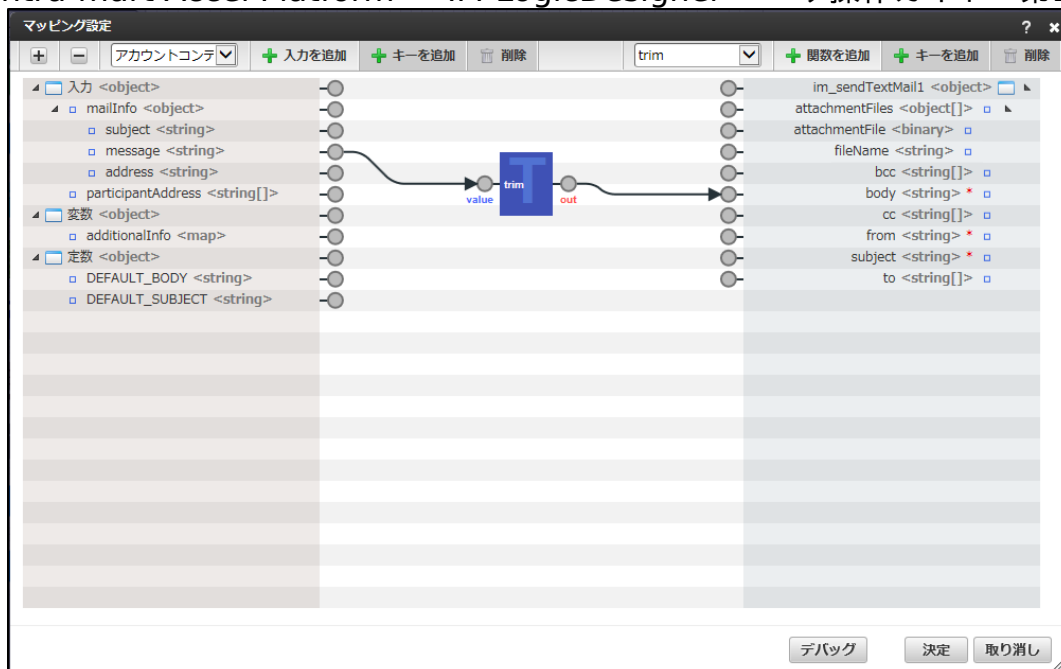 マッピング設定 ?
アカウントコンテ 入力を追加 キーを追加 削除 trim 関数を追加 キーを追加 削除
入力 <object> im_sendTextMail1 <object>
mailInfo <object> attachmentFiles <object[]>
subject <string> attachmentFile <binary>
message <string> fileName <string>
address <string> bcc <string[]>
trim
value out
participantAddress <string[]> body <string> *
変数 <object> cc <string[]>
additionalInfo <map> from <string> *
定数 <object> subject <string> *
DEFAULT_BODY <string> to <string[]>
DEFAULT_SUBJECT <string>
デバッグ 決定 取り消し